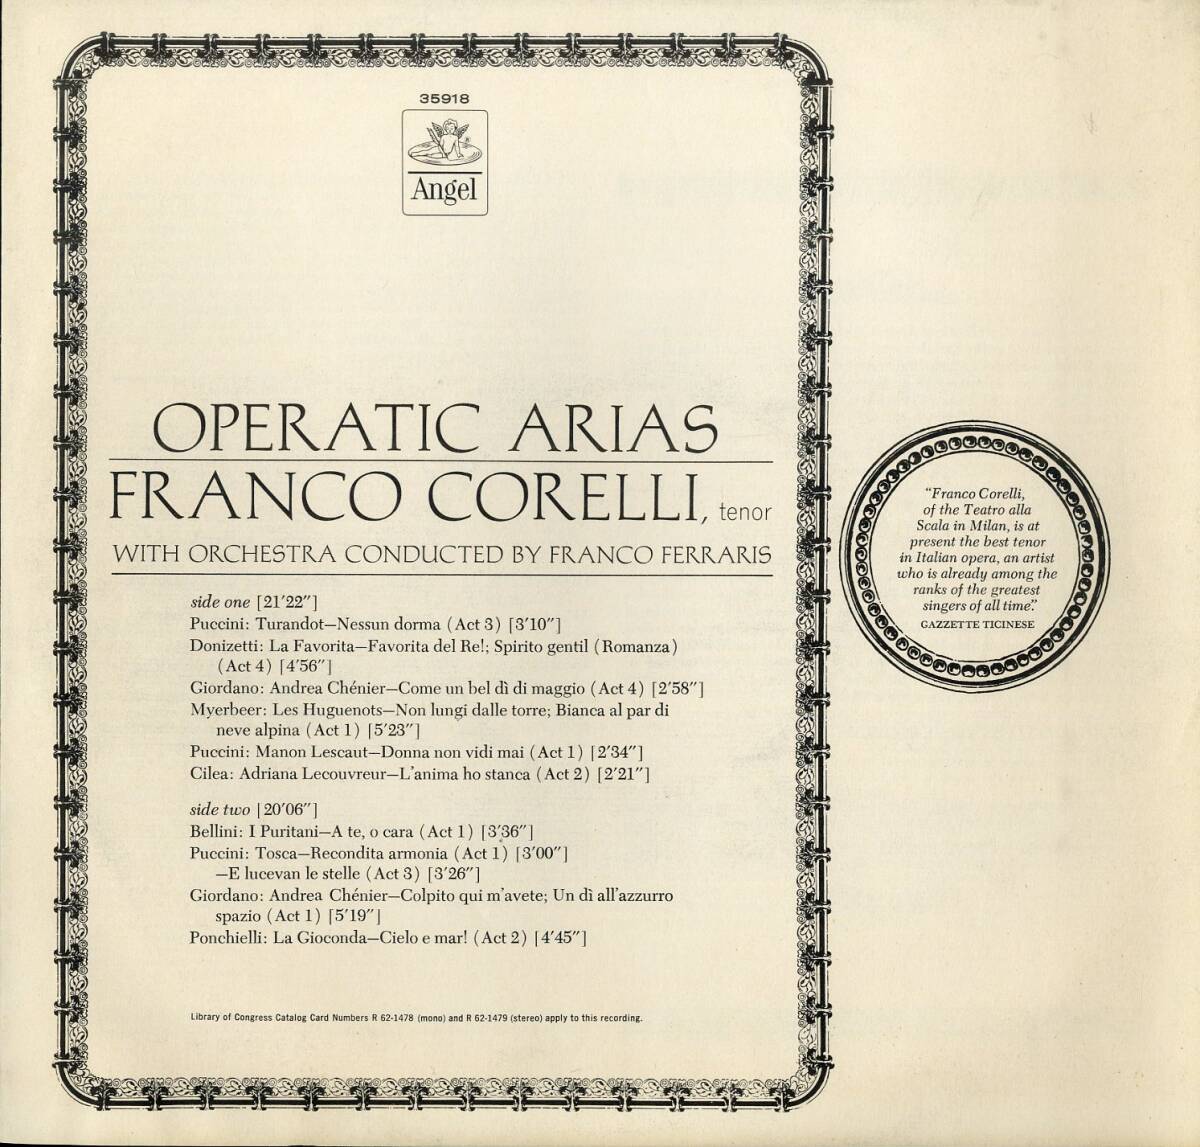 35918
Angel
OPERATIC ARIAS
FRANCO CORELLI, tenor
WITH ORCHESTRA CONDUCTED BY FRANCO FERRARIS
side one [21′22″]
Puccini: Turandot—Nessun dorma (Act 3) [3′10″]
Donizetti: La Favorita—Favorita del Re!; Spirito gentil (Romanza)
(Act 4) [4′56″]
Giordano: Andrea Chénier—Come un bel dì di maggio (Act 4) [2′58″]
Myerbeer: Les Huguenots—Non lungi dalle torre; Bianca al par di
neve alpina (Act 1) [5′23″]
Puccini: Manon Lescaut—Donna non vidi mai (Act 1) [2′34″]
Cilea: Adriana Lecouvreur—L'anima ho stanca (Act 2) [2′21″]
side two [20′06″]
Bellini: I Puritani—A te, o cara (Act 1) [3′36″]
Puccini: Tosca—Recondita armonia (Act 1) [3′00″]
—E lucevan le stelle (Act 3) [3′26″]
Giordano: Andrea Chénier—Colpito qui m'avete; Un dì all'azzurro
spazio (Act 1) [5′19″]
Ponchielli: La Gioconda—Cielo e mar! (Act 2) [4′45″]
Library of Congress Catalog Card Numbers R 62-1478 (mono) and R 62-1479 (stereo) apply to this recording.
“Franco Corelli,
of the Teatro alla
Scala in Milan, is at
present the best tenor
in Italian opera, an artist
who is already among the
ranks of the greatest
singers of all time.”
GAZZETTE TICINESE